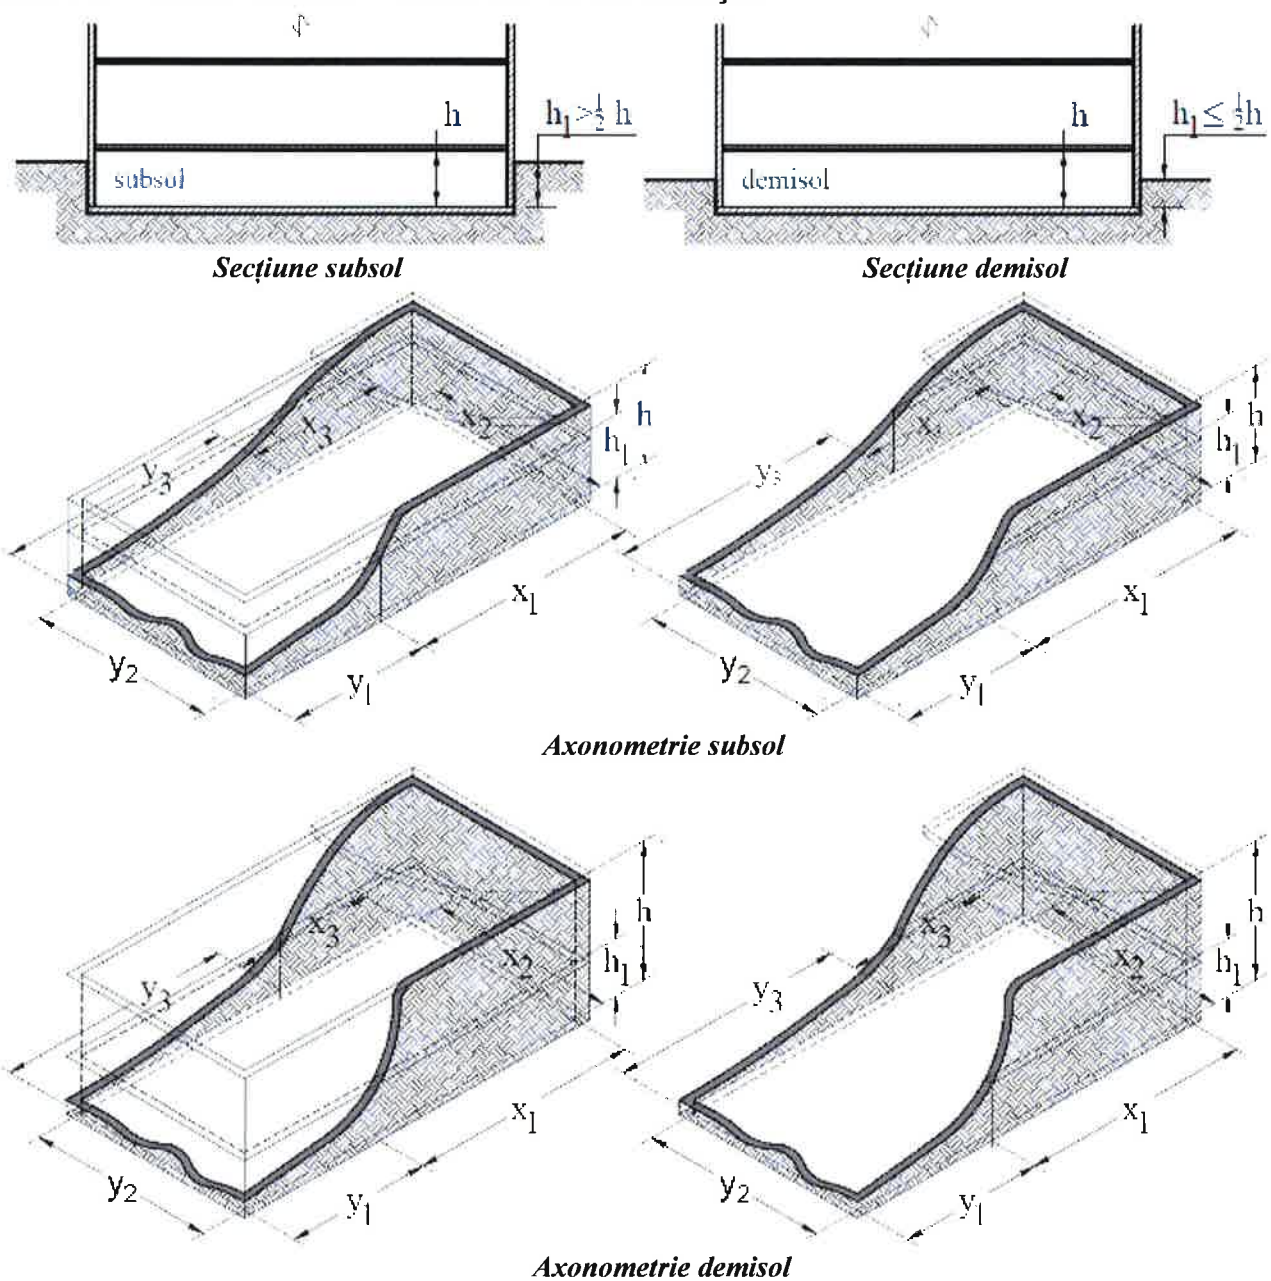 h
h₁ > ½ h
h
h₁ ≤ ½h
subsol
demisol
Secțiune subsol
Secțiune demisol
h
h₁
x₂
x₃
y₃
x₁
y₂
y₁
h
h₁
x₂
y₃
x₁
y₂
y₁
Axonometrie subsol
h
h₁
x₃
x₂
y₃
x₁
y₂
y₁
h
h₁
x₃
x₂
y₃
x₁
y₂
y₁
Axonometrie demisol